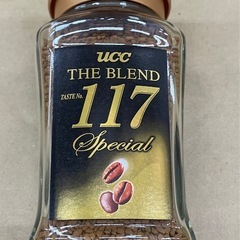 UCC
THE BLEND
TASTE No.
117
Special